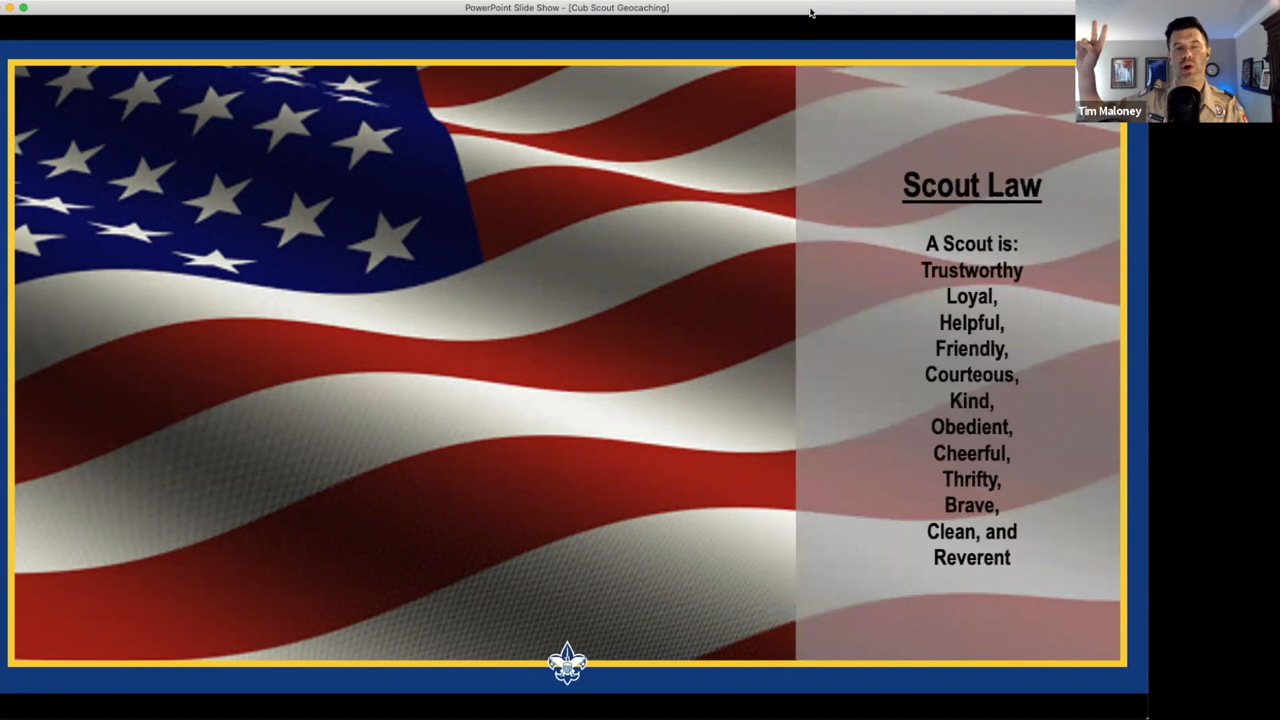 PowerPoint Slide Show - [Cub Scout Geocaching]
Tim Maloney
Scout Law
A Scout is:
Trustworthy
Loyal,
Helpful,
Friendly,
Courteous,
Kind,
Obedient,
Cheerful,
Thrifty,
Brave,
Clean, and
Reverent